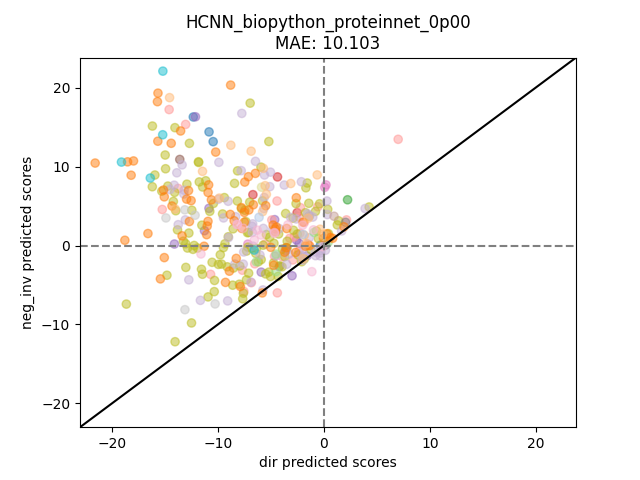 HCNN_biopython_proteinnet_0p00
MAE: 10.103
20
10
0
−10
−20
neg_inv predicted scores
−20
−10
0
10
20
dir predicted scores